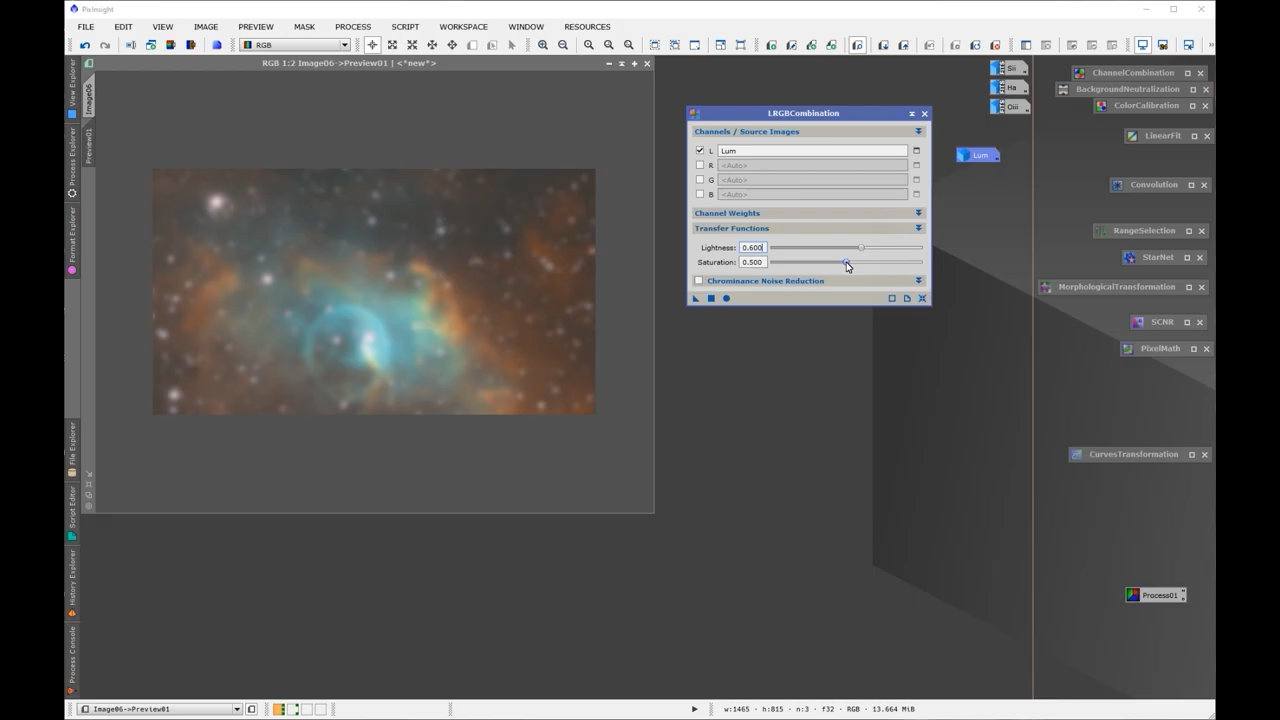 PixInsight
FILE EDIT VIEW IMAGE PREVIEW MASK PROCESS SCRIPT WORKSPACE WINDOW RESOURCES
RGB
RGB 1:2 Image06->Preview01 | <*new*>
View Explorer
Process Explorer
Format Explorer
File Explorer
Script Editor
History Explorer
Process Console
Image06
Preview01
Sii
Ha
Oiii
Lum
LRGBCombination
Channels / Source Images
L Lum
R <Auto>
G <Auto>
B <Auto>
Channel Weights
Transfer Functions
Lightness: 0.600
Saturation: 0.500
Chrominance Noise Reduction
ChannelCombination
BackgroundNeutralization
ColorCalibration
LinearFit
Convolution
RangeSelection
StarNet
MorphologicalTransformation
SCNR
PixelMath
CurvesTransformation
Process01
Image06->Preview01
w:1465 · h:815 · n:3 · f32 · RGB · 13.664 MiB